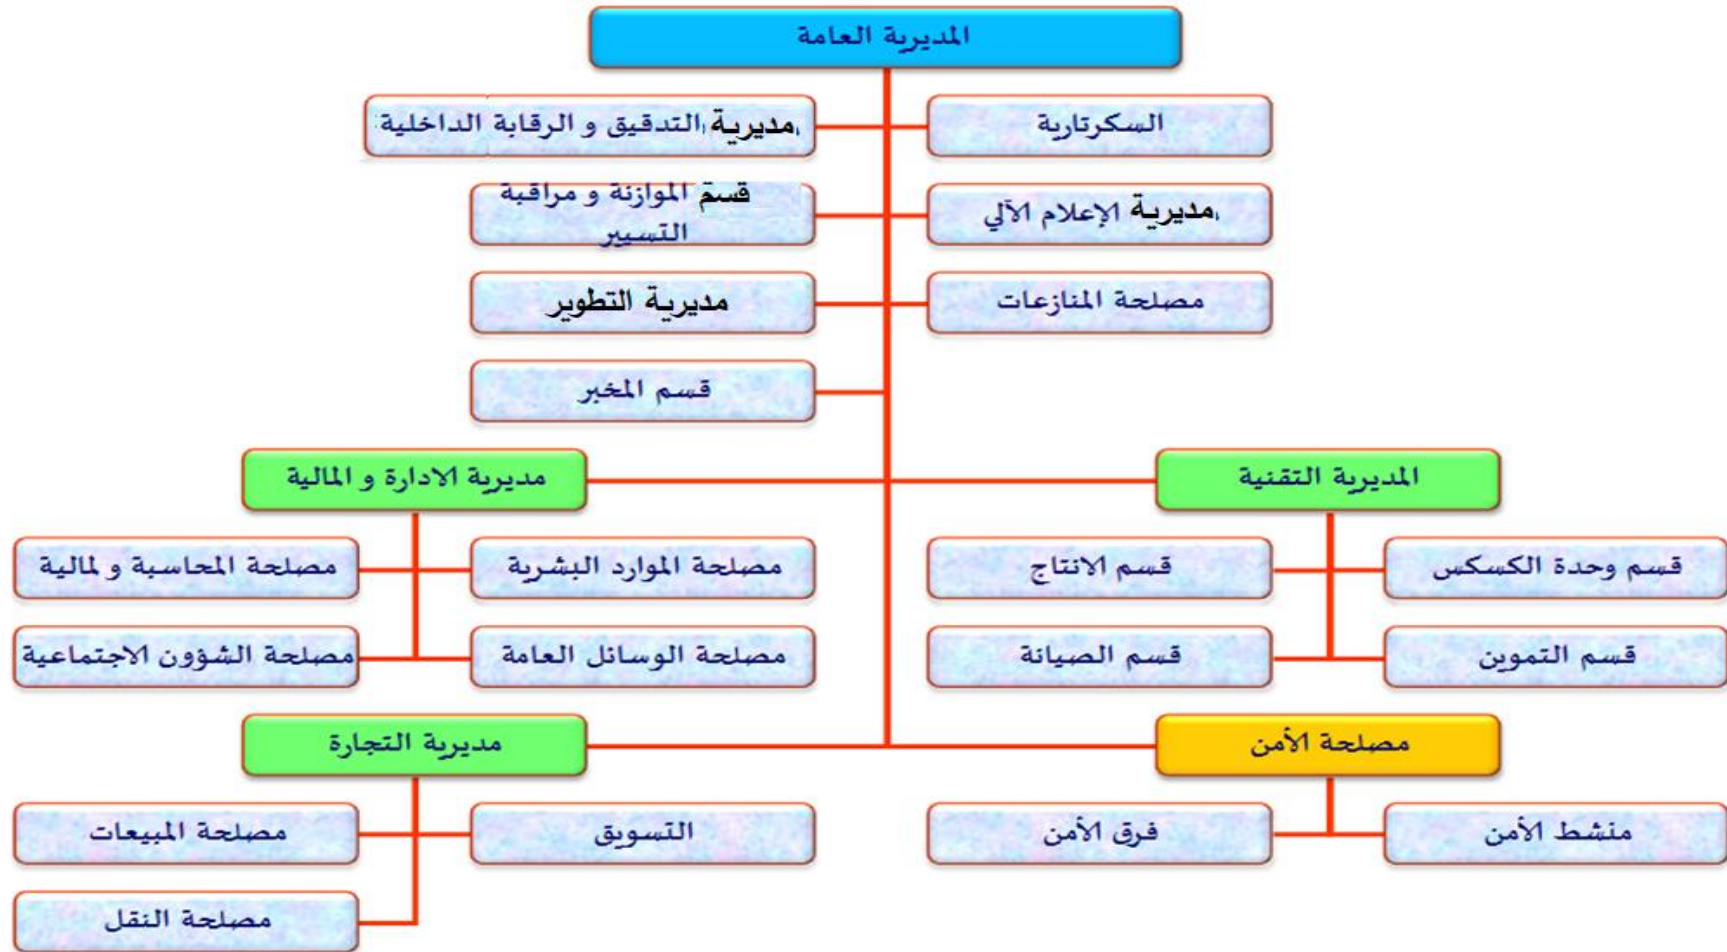 المديرية العامة
السكرتارية
مديرية التدقيق و الرقابة الداخلية
مديرية الإعلام الآلي
قسم الموازنة و مراقبة
التسيير
مصلحة المنازعات
مديرية التطوير
قسم المخبر
المديرية التقنية
مديرية الادارة و المالية
قسم وحدة الكسكس
قسم الانتاج
مصلحة الموارد البشرية
مصلحة المحاسبة و لمالية
قسم التموين
قسم الصيانة
مصلحة الوسائل العامة
مصلحة الشؤون الاجتماعية
مصلحة الأمن
مديرية التجارة
منشط الأمن
فرق الأمن
التسويق
مصلحة المبيعات
مصلحة النقل